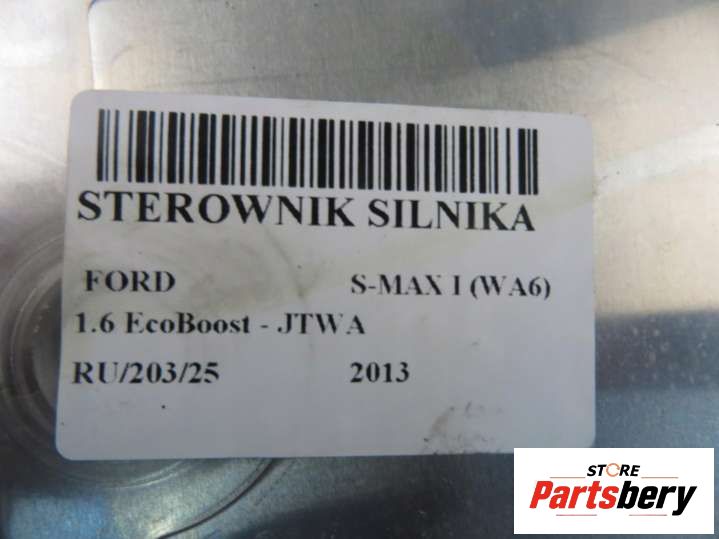 STEROWNIK SILNIKA
FORD S-MAX I (WA6)
1.6 EcoBoost - JTWA
RU/203/25 2013
STORE
Partsbery